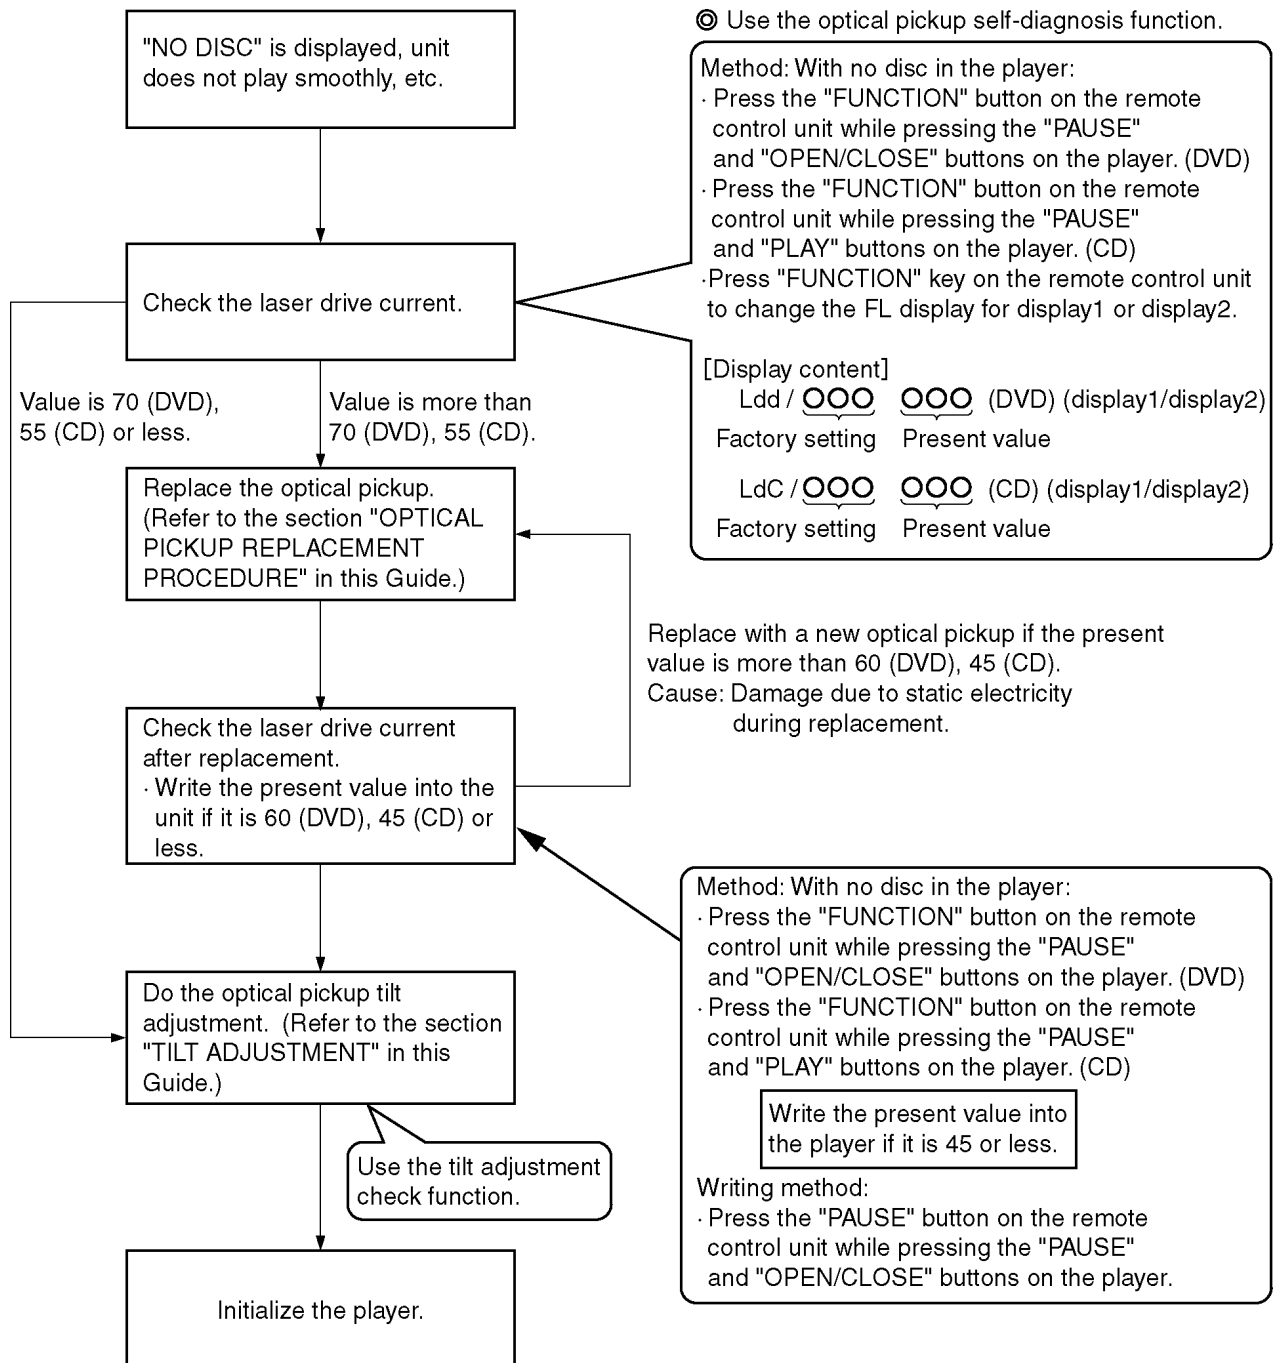 "NO DISC" is displayed, unit
does not play smoothly, etc.
◎ Use the optical pickup self-diagnosis function.
Method: With no disc in the player:
· Press the "FUNCTION" button on the remote
control unit while pressing the "PAUSE"
and "OPEN/CLOSE" buttons on the player. (DVD)
· Press the "FUNCTION" button on the remote
control unit while pressing the "PAUSE"
and "PLAY" buttons on the player. (CD)
·Press "FUNCTION" key on the remote control unit
to change the FL display for display1 or display2.
[Display content]
Ldd / OOO OOO (DVD) (display1/display2)
Factory setting Present value
LdC / OOO OOO (CD) (display1/display2)
Factory setting Present value
Check the laser drive current.
Value is 70 (DVD),
55 (CD) or less.
Value is more than
70 (DVD), 55 (CD).
Replace the optical pickup.
(Refer to the section "OPTICAL
PICKUP REPLACEMENT
PROCEDURE" in this Guide.)
Replace with a new optical pickup if the present
value is more than 60 (DVD), 45 (CD).
Cause: Damage due to static electricity
during replacement.
Check the laser drive current
after replacement.
· Write the present value into the
unit if it is 60 (DVD), 45 (CD) or
less.
Method: With no disc in the player:
· Press the "FUNCTION" button on the remote
control unit while pressing the "PAUSE"
and "OPEN/CLOSE" buttons on the player. (DVD)
· Press the "FUNCTION" button on the remote
control unit while pressing the "PAUSE"
and "PLAY" buttons on the player. (CD)
Write the present value into
the player if it is 45 or less.
Writing method:
· Press the "PAUSE" button on the remote
control unit while pressing the "PAUSE"
and "OPEN/CLOSE" buttons on the player.
Do the optical pickup tilt
adjustment. (Refer to the section
"TILT ADJUSTMENT" in this
Guide.)
Use the tilt adjustment
check function.
Initialize the player.